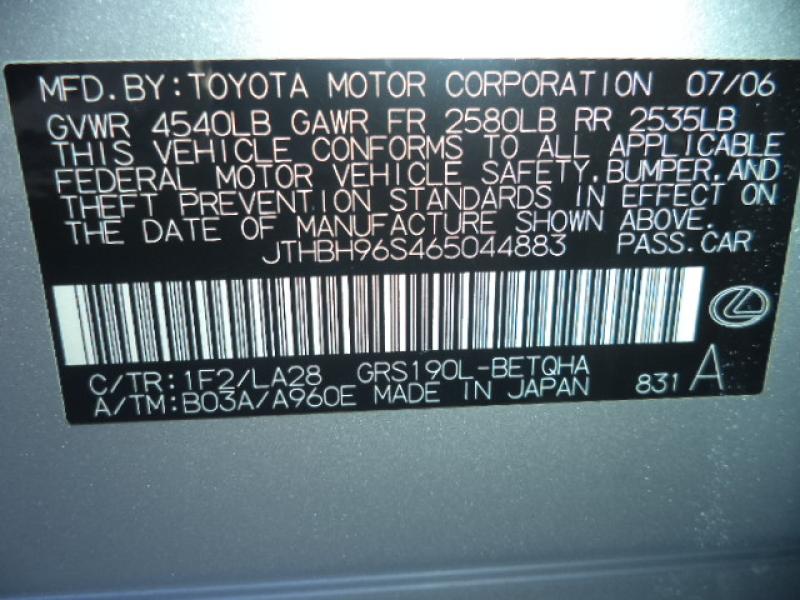 MFD. BY: TOYOTA MOTOR CORPORATION 07/06
GVWR 4540LB GAWR FR 2580LB RR 2535LB
THIS VEHICLE CONFORMS TO ALL APPLICABLE
FEDERAL MOTOR VEHICLE SAFETY, BUMPER, AND
THEFT PREVENTION STANDARDS IN EFFECT ON
THE DATE OF MANUFACTURE SHOWN ABOVE.
JTHBH96S465044883 PASS. CAR
C/TR: 1F2/LA28 GRS190L-BETQHA
A/TM: B03A/A960E MADE IN JAPAN 831 A